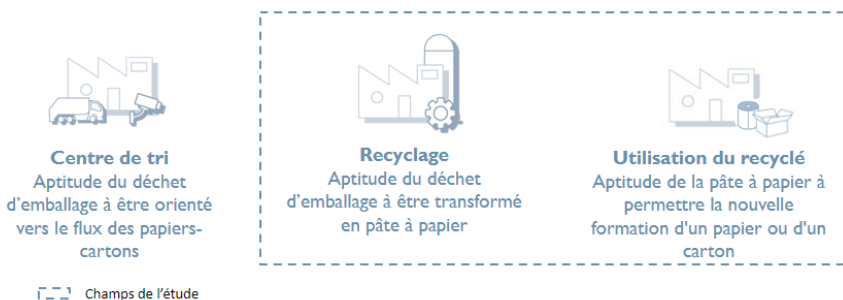 Centre de tri
Aptitude du déchet
d'emballage à être orienté
vers le flux des papiers-
cartons
Recyclage
Aptitude du déchet
d'emballage à être transformé
en pâte à papier
Utilisation du recyclé
Aptitude de la pâte à papier à
permettre la nouvelle
formation d'un papier ou d'un
carton
Champs de l'étude